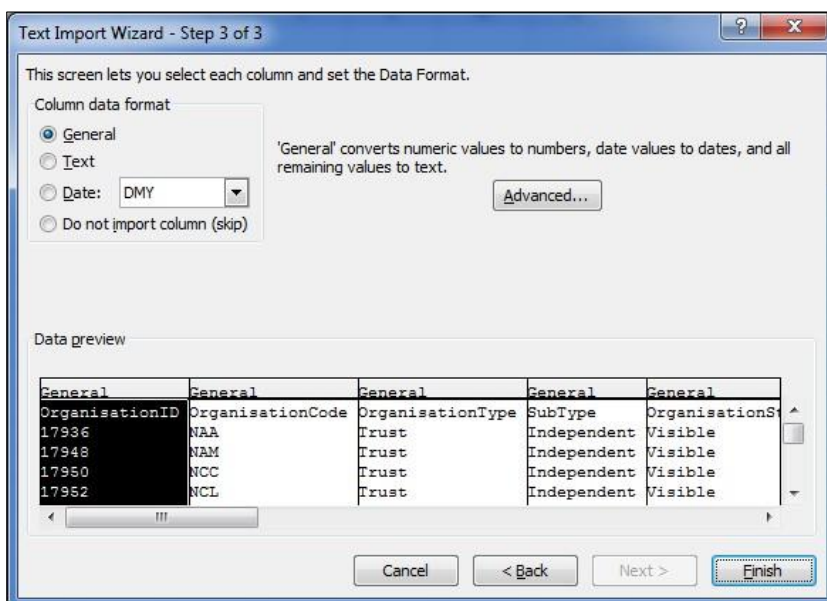 Text Import Wizard - Step 3 of 3
?
X
This screen lets you select each column and set the Data Format.
Column data format
General
Text
Date: DMY
Do not import column (skip)
'General' converts numeric values to numbers, date values to dates, and all
remaining values to text.
Advanced...
Data preview
General General General General General
OrganisationID OrganisationCode OrganisationType SubType OrganisationSt
17936 NAA Trust Independent Visible
17948 NAM Trust Independent Visible
17950 NCC Trust Independent Visible
17952 NCL Trust Independent Visible
Cancel < Back Next > Finish